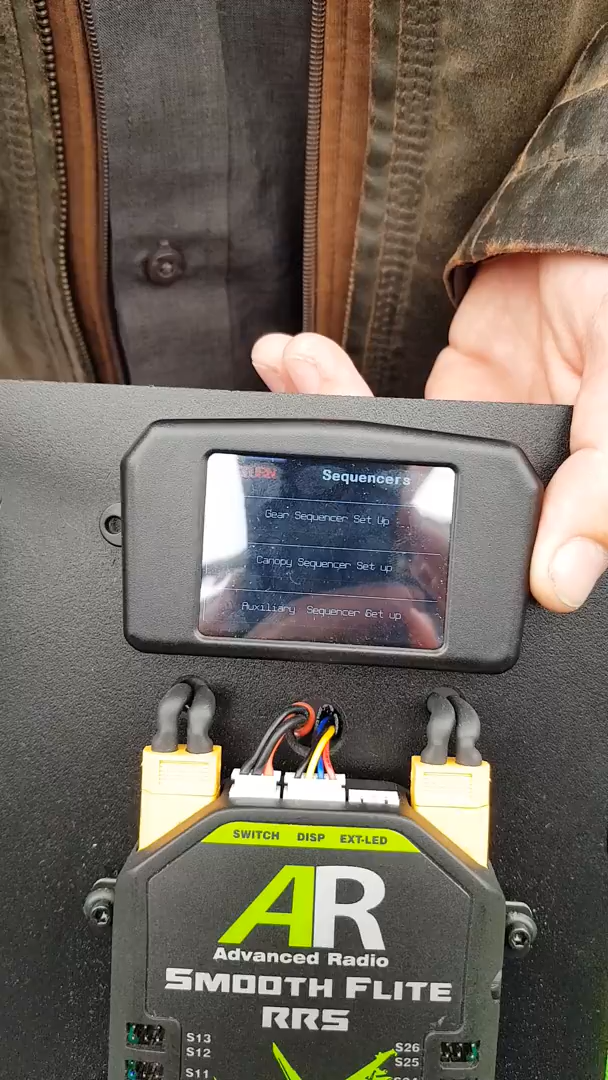 Sequencers
Gear Sequencer Set Up
Canopy Sequencer Set up
Auxiliary Sequencer Set up
SWITCH DISP EXT-LED
AR
Advanced Radio
SMOOTH FLITE
RRS
S13
S12
S11
S26
S25